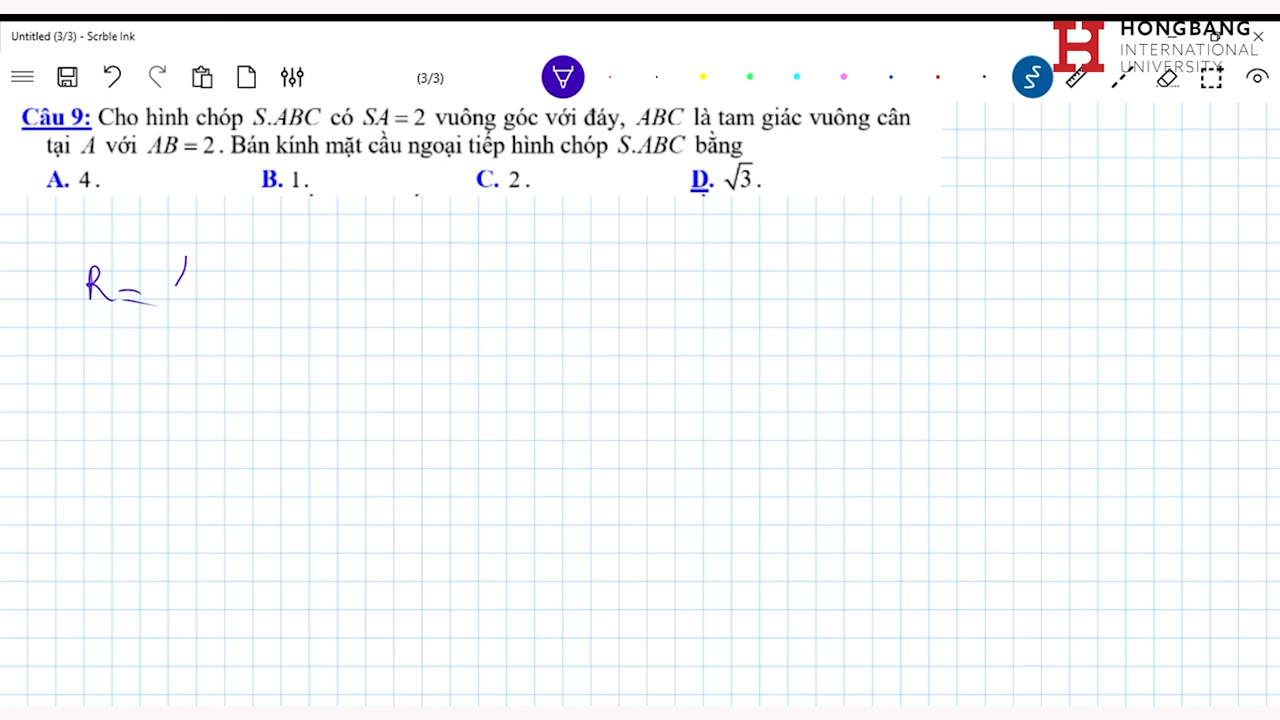 Untitled (3/3) - Scrble Ink
HONGBANG
INTERNATIONAL
UNIVERSITY
(3/3)
Câu 9: Cho hình chóp S.ABC có SA = 2 vuông góc với đáy, ABC là tam giác vuông cân
tại A với AB = 2. Bán kính mặt cầu ngoại tiếp hình chóp S.ABC bằng
A. 4. B. 1. C. 2. D. √3.
R =